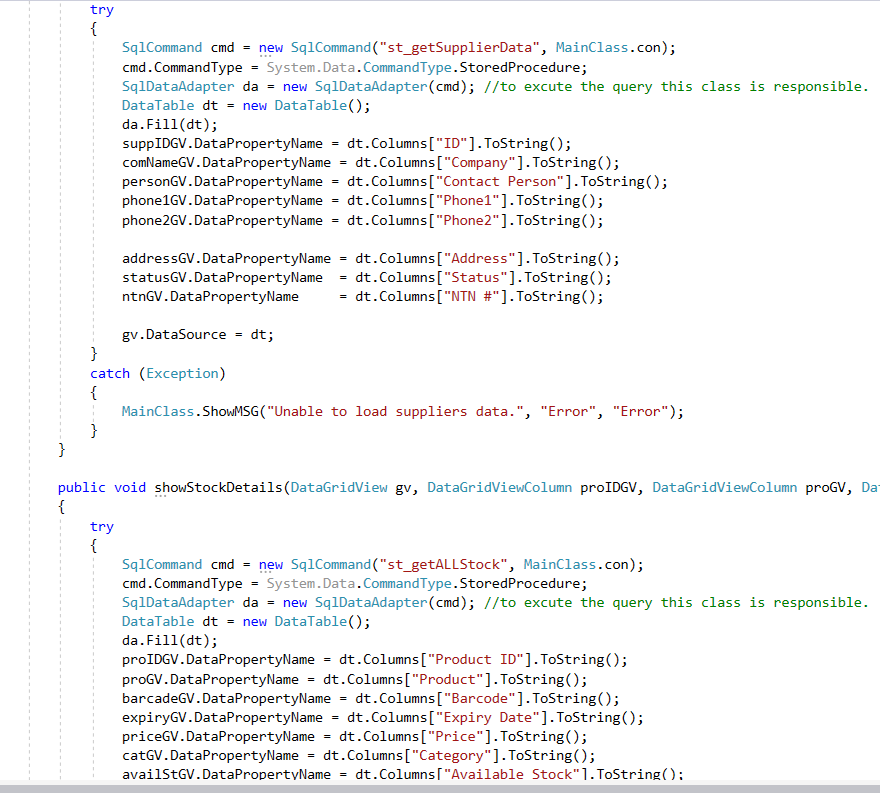 try
{
SqlCommand cmd = new SqlCommand("st_getSupplierData", MainClass.con);
cmd.CommandType = System.Data.CommandType.StoredProcedure;
SqlDataAdapter da = new SqlDataAdapter(cmd); //to excute the query this class is responsible.
DataTable dt = new DataTable();
da.Fill(dt);
suppIDGV.DataPropertyName = dt.Columns["ID"].ToString();
comNameGV.DataPropertyName = dt.Columns["Company"].ToString();
personGV.DataPropertyName = dt.Columns["Contact Person"].ToString();
phone1GV.DataPropertyName = dt.Columns["Phone1"].ToString();
phone2GV.DataPropertyName = dt.Columns["Phone2"].ToString();
addressGV.DataPropertyName = dt.Columns["Address"].ToString();
statusGV.DataPropertyName  = dt.Columns["Status"].ToString();
ntnGV.DataPropertyName     = dt.Columns["NTN #"].ToString();
gv.DataSource = dt;
}
catch (Exception)
{
MainClass.ShowMSG("Unable to load suppliers data.", "Error", "Error");
}
}
public void showStockDetails(DataGridView gv, DataGridViewColumn proIDGV, DataGridViewColumn proGV, Da
{
try
{
SqlCommand cmd = new SqlCommand("st_getALLStock", MainClass.con);
cmd.CommandType = System.Data.CommandType.StoredProcedure;
SqlDataAdapter da = new SqlDataAdapter(cmd); //to excute the query this class is responsible.
DataTable dt = new DataTable();
da.Fill(dt);
proIDGV.DataPropertyName = dt.Columns["Product ID"].ToString();
proGV.DataPropertyName = dt.Columns["Product"].ToString();
barcadeGV.DataPropertyName = dt.Columns["Barcode"].ToString();
expiryGV.DataPropertyName = dt.Columns["Expiry Date"].ToString();
priceGV.DataPropertyName = dt.Columns["Price"].ToString();
catGV.DataPropertyName = dt.Columns["Category"].ToString();
availStGV.DataPropertyName = dt.Columns["Available Stock"].ToString();